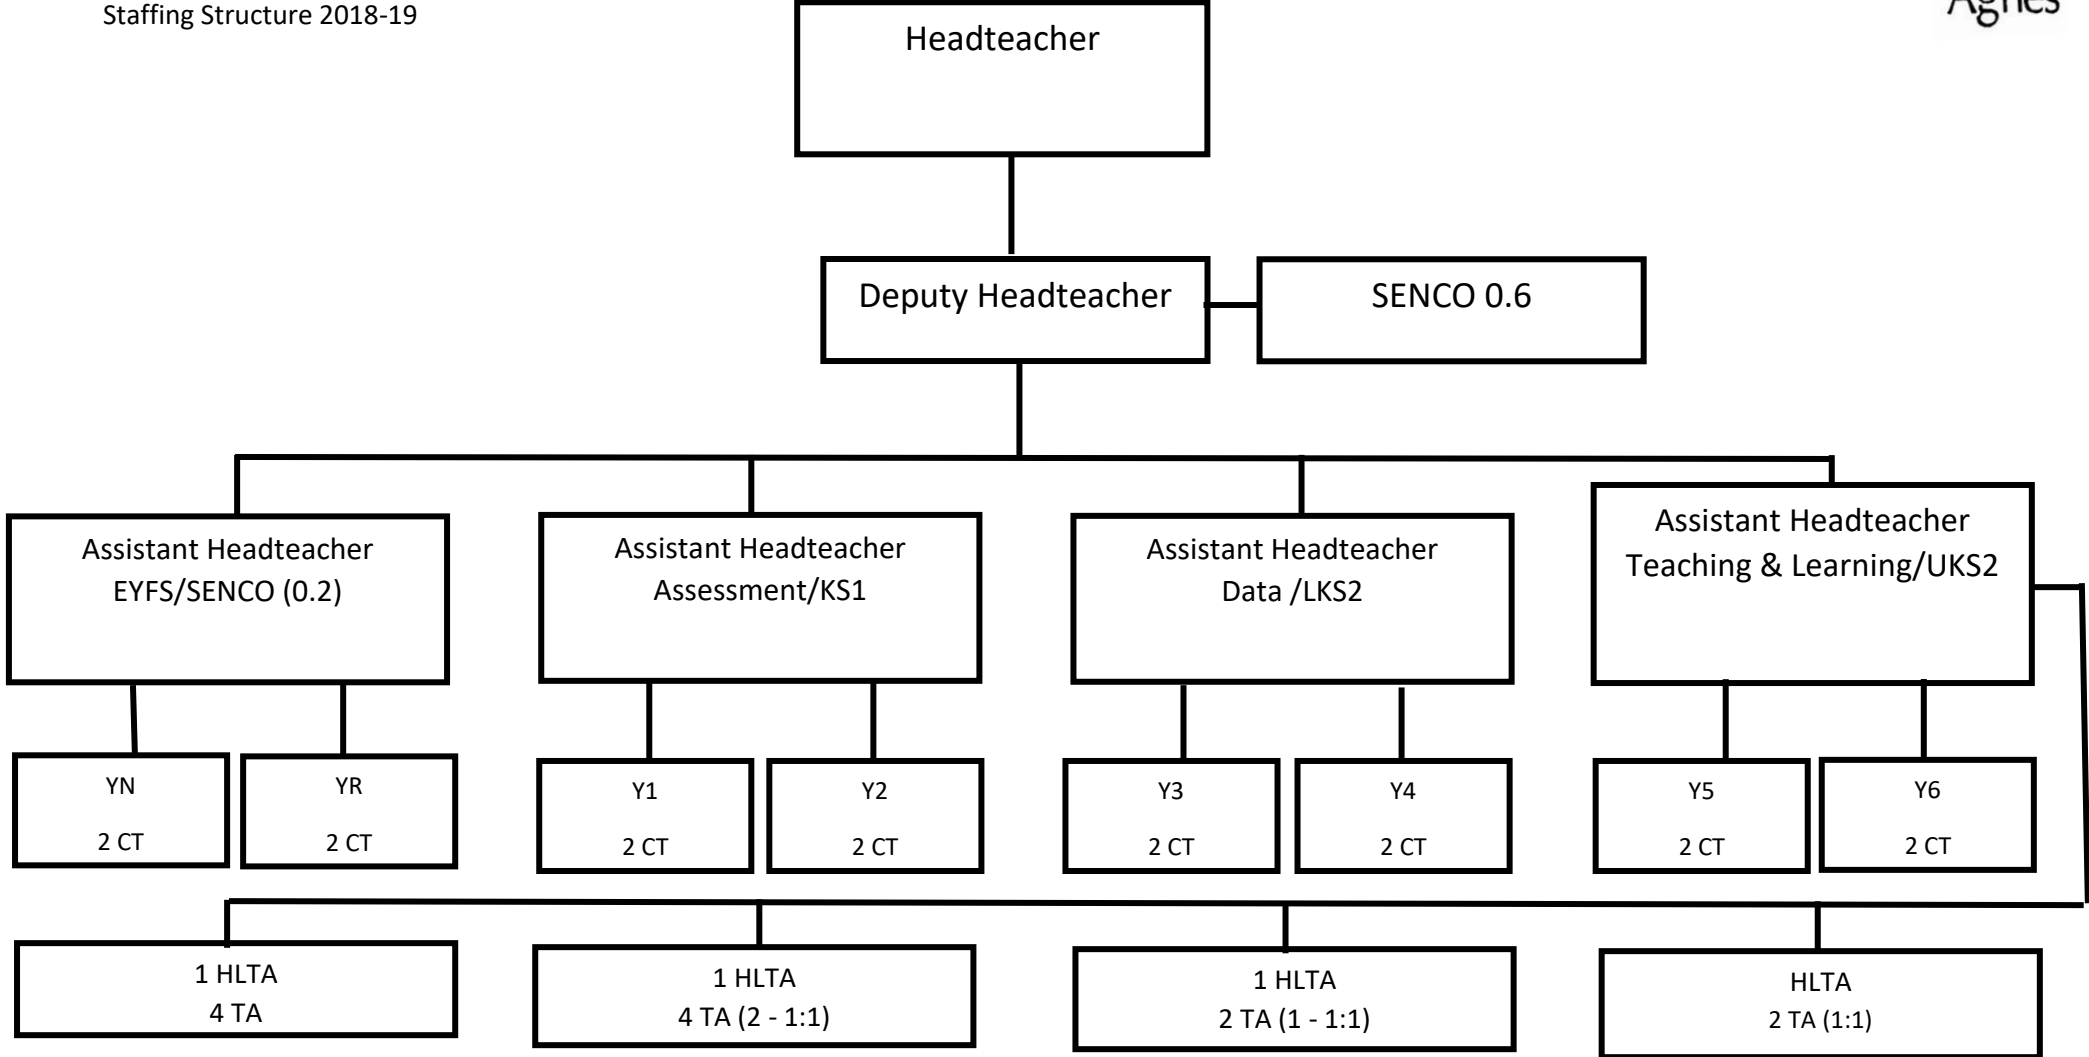 Staffing Structure 2018-19
Agnes
Headteacher
Deputy Headteacher
SENCO 0.6
Assistant Headteacher
EYFS/SENCO (0.2)
Assistant Headteacher
Assessment/KS1
Assistant Headteacher
Data /LKS2
Assistant Headteacher
Teaching & Learning/UKS2
YN
2 CT
YR
2 CT
Y1
2 CT
Y2
2 CT
Y3
2 CT
Y4
2 CT
Y5
2 CT
Y6
2 CT
1 HLTA
4 TA
1 HLTA
4 TA (2 - 1:1)
1 HLTA
2 TA (1 - 1:1)
HLTA
2 TA (1:1)